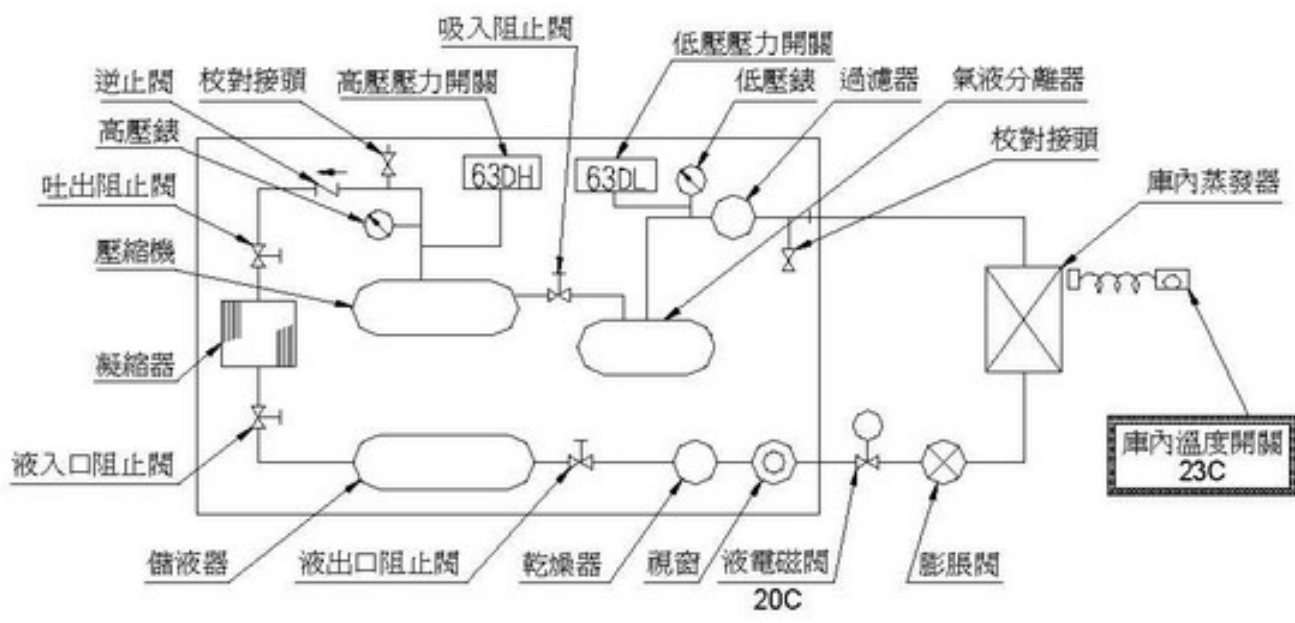 吸入阻止閥
低壓壓力開關
逆止閥
校對接頭
高壓壓力開關
低壓錶
過濾器
氣液分離器
高壓錶
校對接頭
63DH
63DL
吐出阻止閥
庫內蒸發器
壓縮機
凝縮器
庫內溫度開關
23C
液入口阻止閥
儲液器
液出口阻止閥
乾燥器
視窗
液電磁閥
20C
膨脹閥